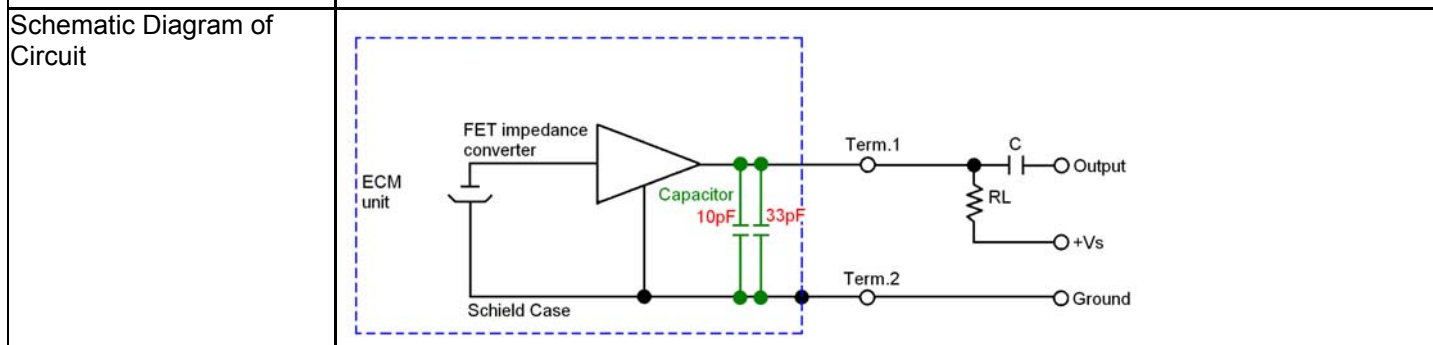 Schematic Diagram of
Circuit
FET impedance
converter
ECM
unit
Capacitor
10pF
33pF
Schield Case
Term.1
C
Output
RL
+Vs
Term.2
Ground